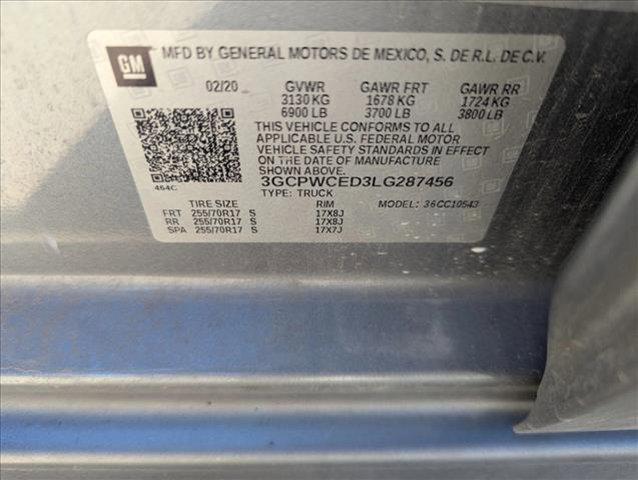 GM
MFD BY GENERAL MOTORS DE MEXICO, S. DE R.L. DE C.V.
02/20 GVWR GAWR FRT GAWR RR
3130 KG 1678 KG 1724 KG
6900 LB 3700 LB 3800 LB
THIS VEHICLE CONFORMS TO ALL
APPLICABLE U.S. FEDERAL MOTOR
VEHICLE SAFETY STANDARDS IN
EFFECT ON THE DATE OF MANUFACTURE
SHOWN ABOVE.
464C
3GCPWCED3LG287456
TYPE: TRUCK MODEL: 36CC10543
TIRE SIZE RIM
FRT 255/70R17 S 17X8J
RR 255/70R17 S 17X8J
SPA 255/70R17 S 17X7J